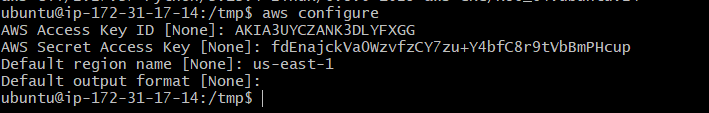 ubuntu@ip-172-31-17-14:/tmp$ aws configure
AWS Access Key ID [None]: AKIA3UYCZANK3DLYFXGG
AWS Secret Access Key [None]: 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
Default region name [None]: us-east-1
Default output format [None]:
ubuntu@ip-172-31-17-14:/tmp$